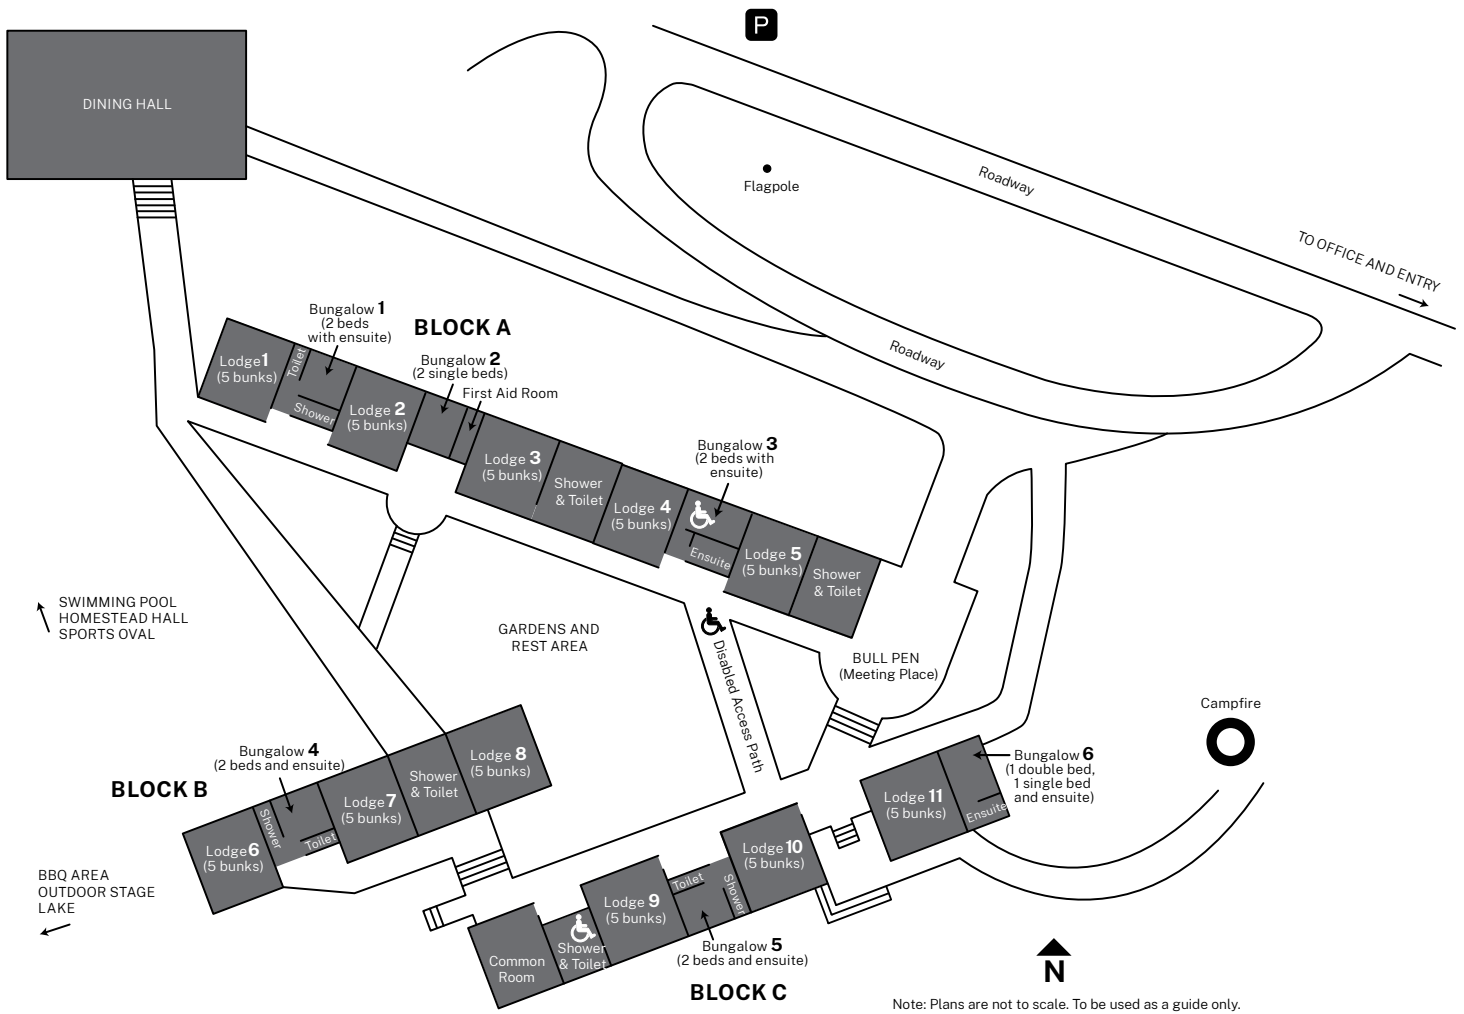 P
DINING HALL
Flagpole
Roadway
TO OFFICE AND ENTRY
Roadway
BLOCK A
Bungalow 1
(2 beds
with ensuite)
Bungalow 2
(2 single beds)
First Aid Room
Lodge 1
(5 bunks)
Toilet
Shower
Lodge 2
(5 bunks)
Lodge 3
(5 bunks)
Shower
& Toilet
Lodge 4
(5 bunks)
Bungalow 3
(2 beds with
ensuite)
Ensuite
Lodge 5
(5 bunks)
Shower
& Toilet
SWIMMING POOL
HOMESTEAD HALL
SPORTS OVAL
GARDENS AND
REST AREA
Disabled Access Path
BULL PEN
(Meeting Place)
Campfire
BLOCK B
Bungalow 4
(2 beds and ensuite)
Lodge 6
(5 bunks)
Shower
Toilet
Lodge 7
(5 bunks)
Shower
& Toilet
Lodge 8
(5 bunks)
Bungalow 6
(1 double bed,
1 single bed
and ensuite)
Ensuite
Lodge 11
(5 bunks)
Lodge 10
(5 bunks)
BBQ AREA
OUTDOOR STAGE
LAKE
Lodge 9
(5 bunks)
Toilet
Shower
Common
Room
Shower
& Toilet
Bungalow 5
(2 beds and ensuite)
BLOCK C
N
Note: Plans are not to scale. To be used as a guide only.